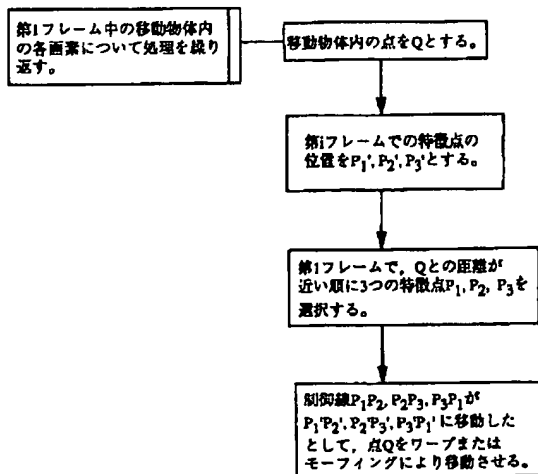 第1フレーム中の移動物体内
の各画素について処理を繰り
返す。
移動物体内の点をQとする。
第iフレームでの特徴点の
位置をP₁', P₂', P₃'とする。
第1フレームで，Qとの距離が
近い順に3つの特徴点P₁, P₂, P₃を
選択する。
制御線P₁P₂, P₂P₃, P₃P₁が
P₁'P₂', P₂'P₃', P₃'P₁'に移動した
として，点Qをワープまたは
モーフィングにより移動させる。